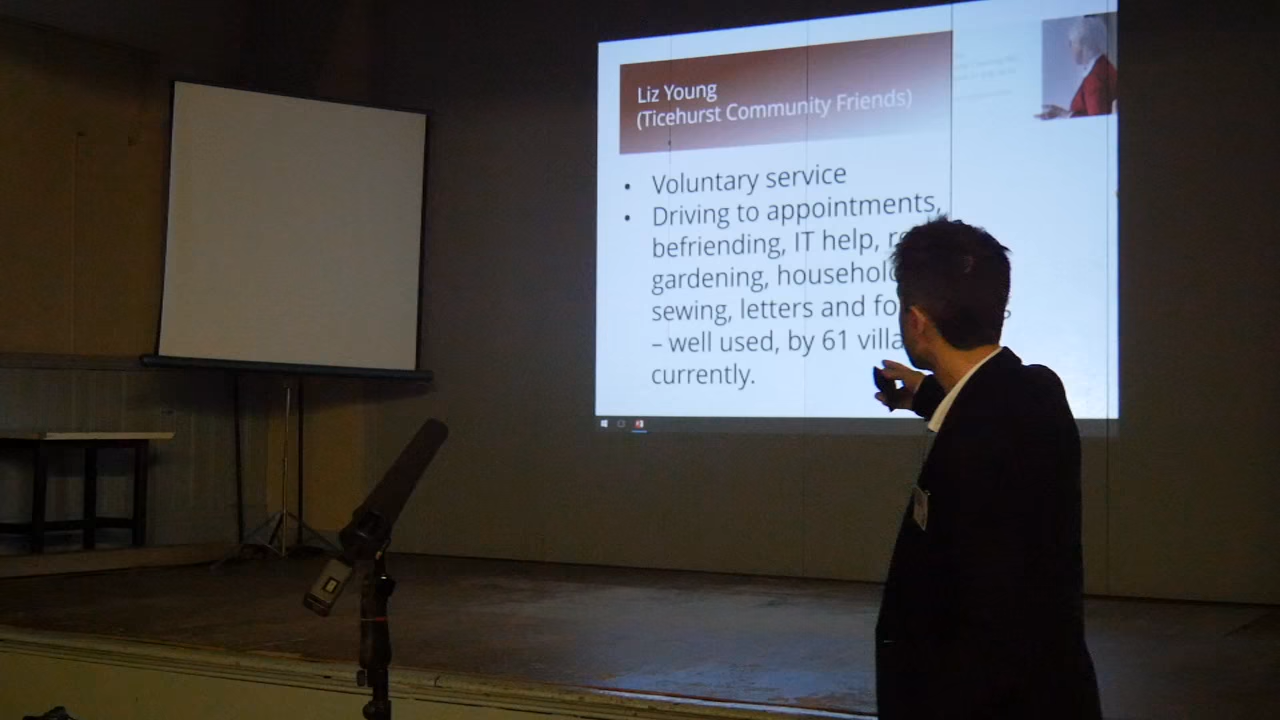 Liz Young
(Ticehurst Community Friends)
• Voluntary service
• Driving to appointments,
befriending, IT help,
gardening,
sewing, letters and
– well used, by 61
currently.